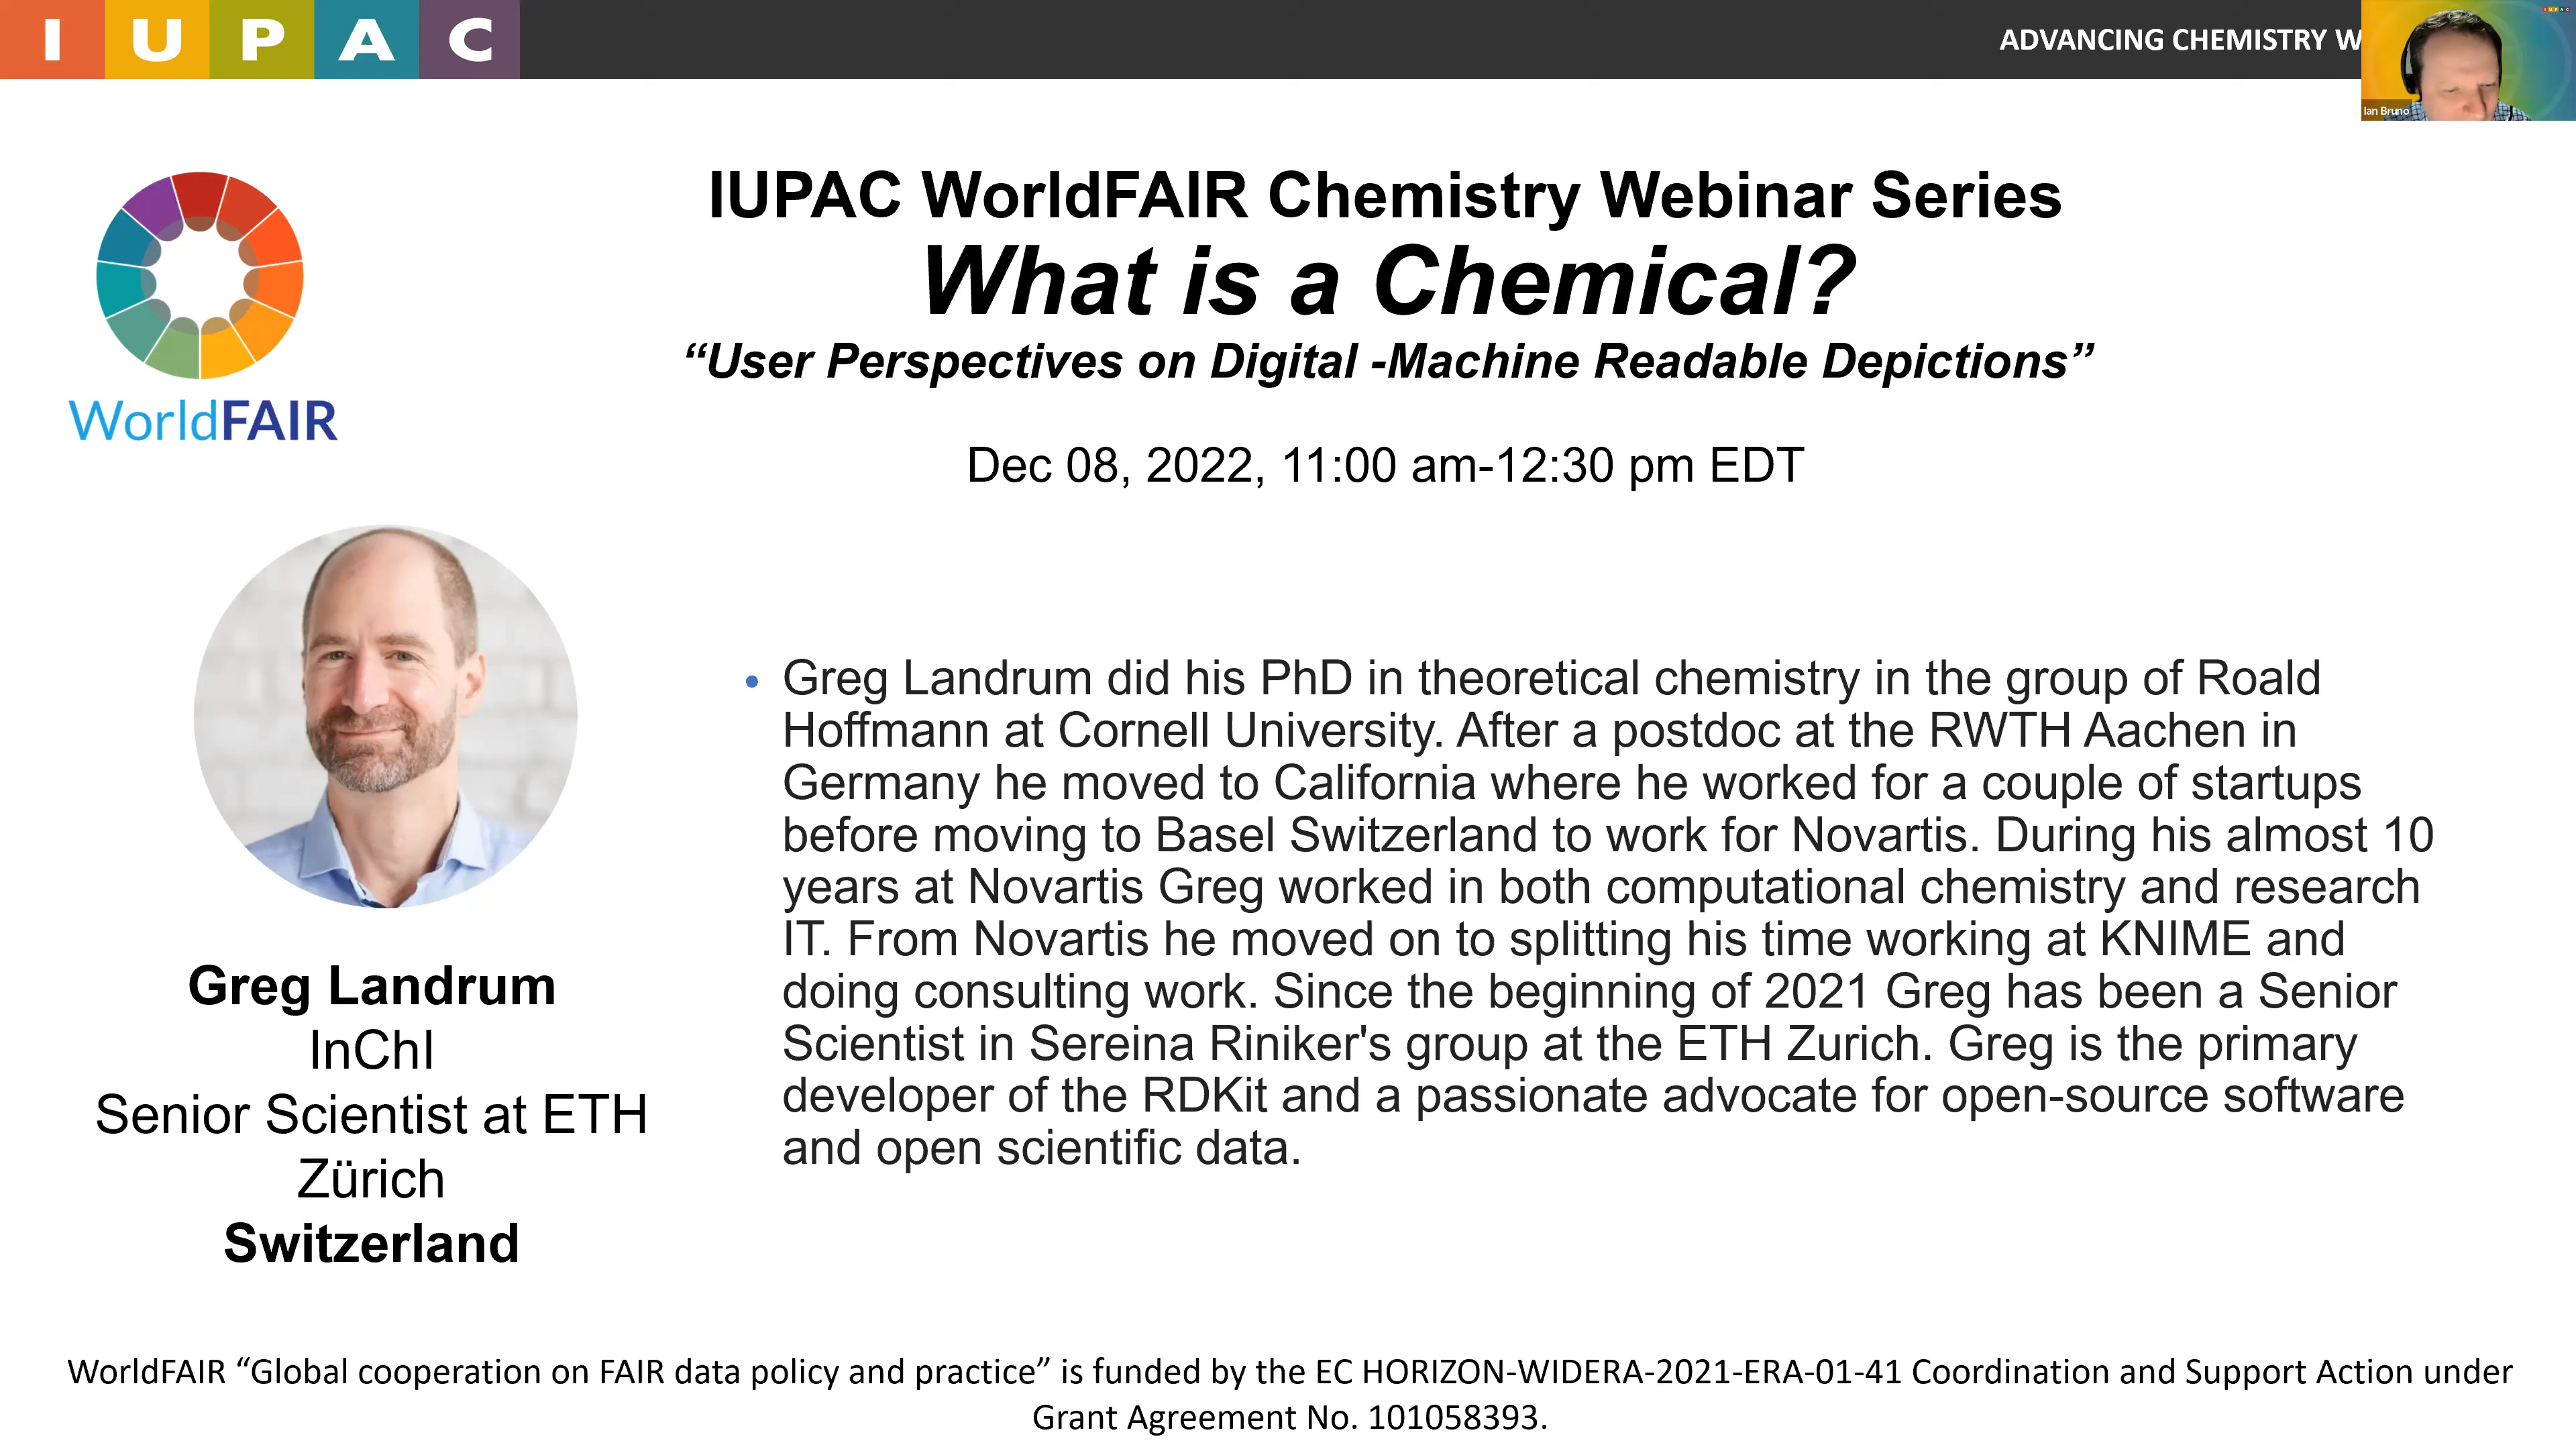 IUPAC
ADVANCING CHEMISTRY W
Ian Bruno
IUPAC WorldFAIR Chemistry Webinar Series
What is a Chemical?
“User Perspectives on Digital -Machine Readable Depictions”
WorldFAIR
Dec 08, 2022, 11:00 am-12:30 pm EDT
Greg Landrum
InChI
Senior Scientist at ETH
Zürich
Switzerland
• Greg Landrum did his PhD in theoretical chemistry in the group of Roald
Hoffmann at Cornell University. After a postdoc at the RWTH Aachen in
Germany he moved to California where he worked for a couple of startups
before moving to Basel Switzerland to work for Novartis. During his almost 10
years at Novartis Greg worked in both computational chemistry and research
IT. From Novartis he moved on to splitting his time working at KNIME and
doing consulting work. Since the beginning of 2021 Greg has been a Senior
Scientist in Sereina Riniker's group at the ETH Zurich. Greg is the primary
developer of the RDKit and a passionate advocate for open-source software
and open scientific data.
WorldFAIR “Global cooperation on FAIR data policy and practice” is funded by the EC HORIZON-WIDERA-2021-ERA-01-41 Coordination and Support Action under
Grant Agreement No. 101058393.